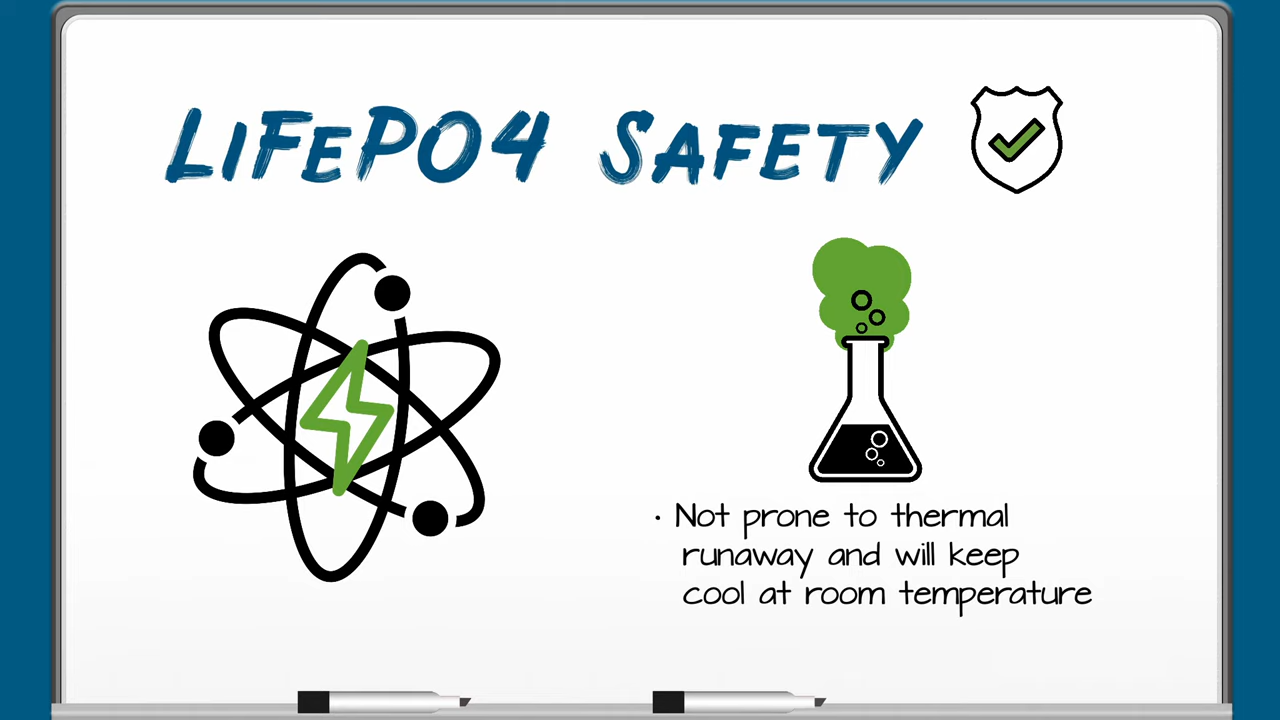 LiFePO4 Safety
· Not prone to thermal
runaway and will keep
cool at room temperature